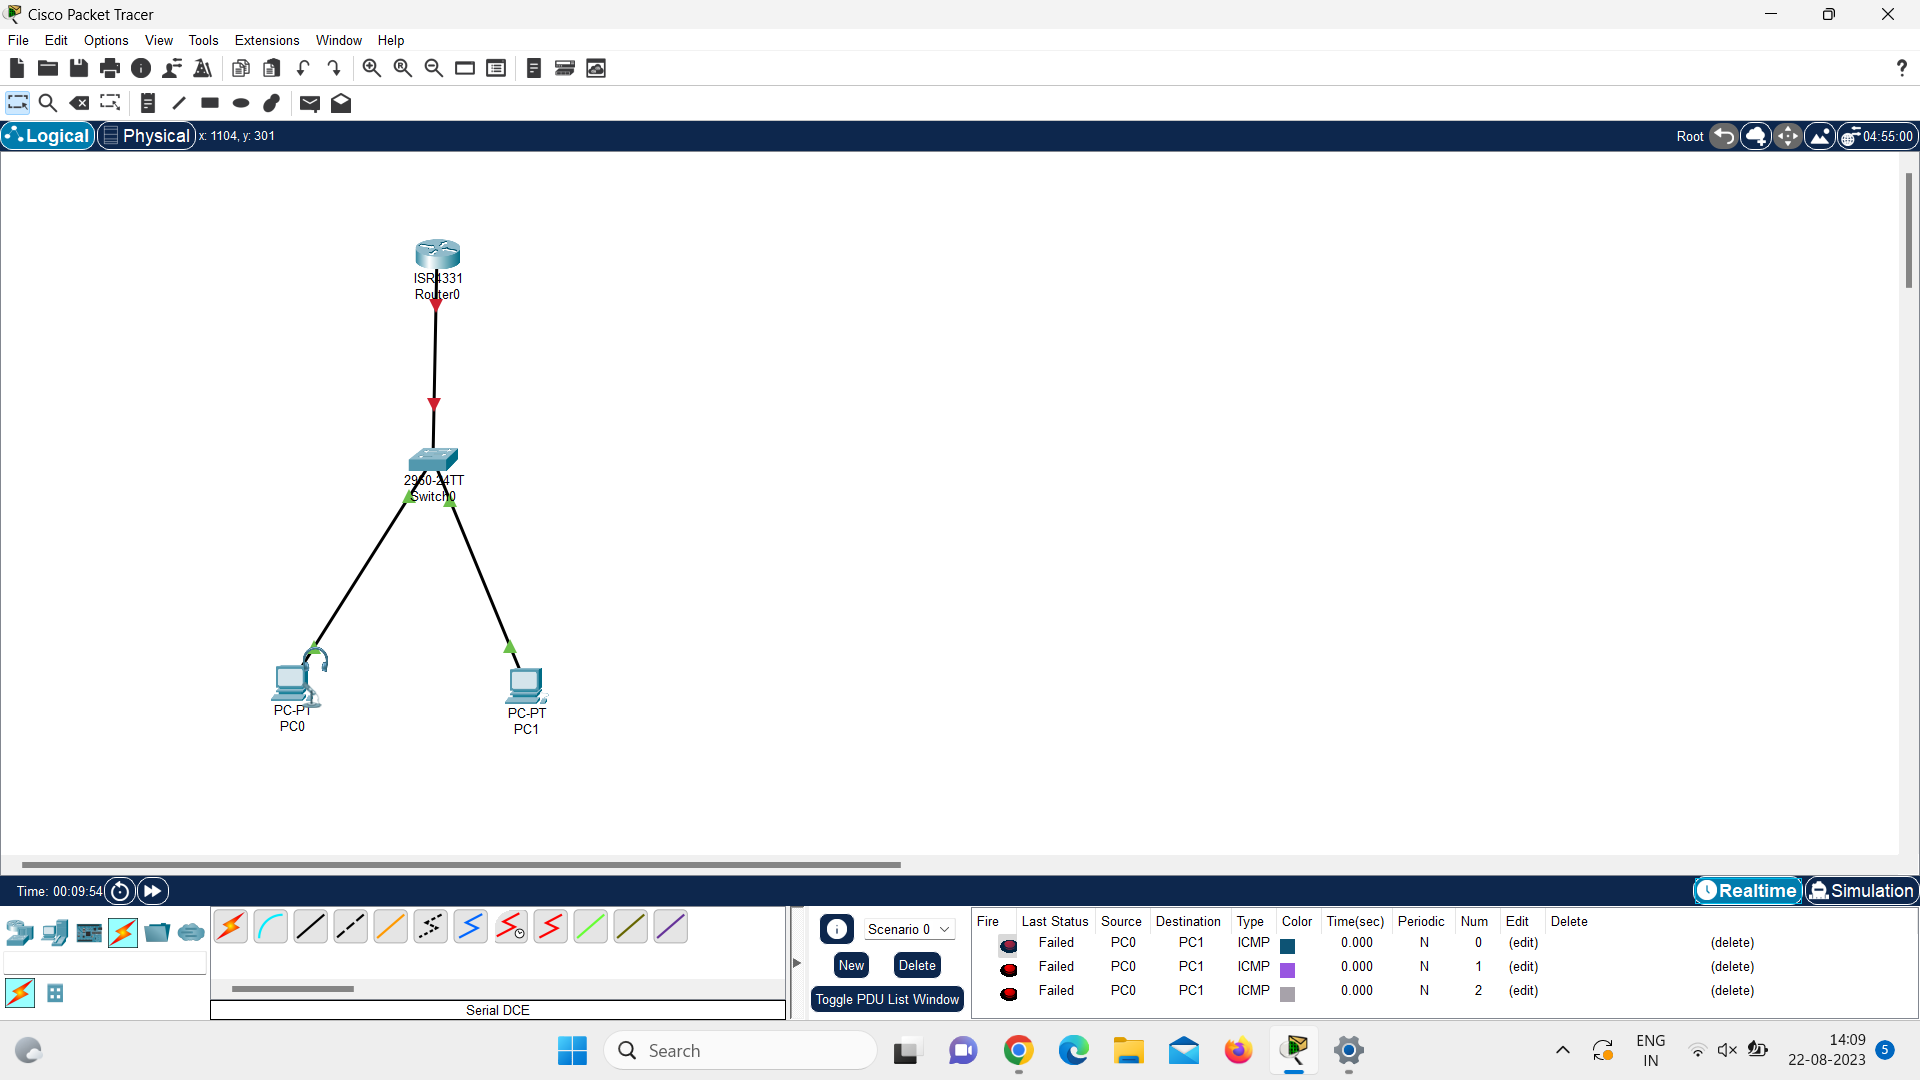 Cisco Packet Tracer
File Edit Options View Tools Extensions Window Help
?
Logical Physical x: 1104, y: 301 Root 04:55:00
ISR4331
Router0
2960-24TT
Switch0
PC-PT
PC0
PC-PT
PC1
Time: 00:09:54 Realtime Simulation
Scenario 0
New Delete
Toggle PDU List Window
Serial DCE
Fire Last Status Source Destination Type Color Time(sec) Periodic Num Edit Delete
Failed PC0 PC1 ICMP 0.000 N 0 (edit) (delete)
Failed PC0 PC1 ICMP 0.000 N 1 (edit) (delete)
Failed PC0 PC1 ICMP 0.000 N 2 (edit) (delete)
Search
ENG
IN
14:09
22-08-2023
5